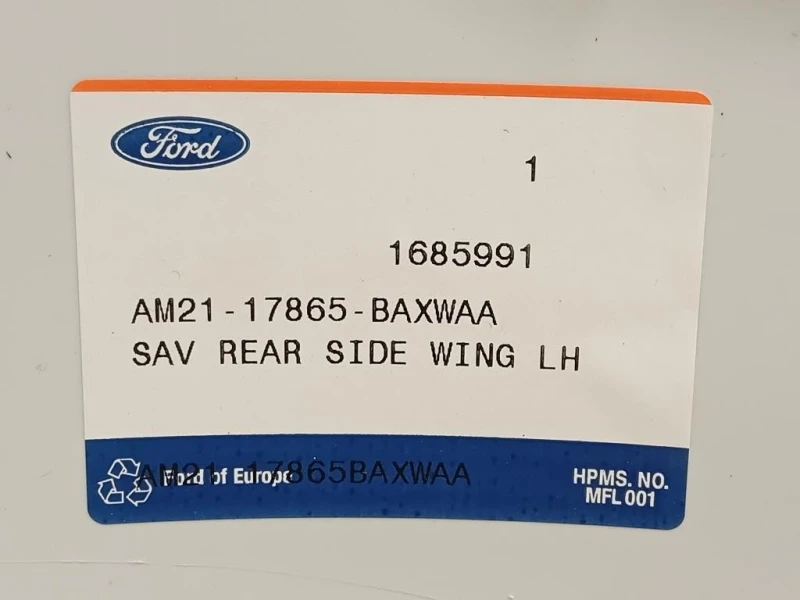 Ford
1
1685991
AM21-17865-BAXWAA
SAV REAR SIDE WING LH
AM21-17865BAXWAA
Ford of Europe
HPMS. NO.
MFL 001